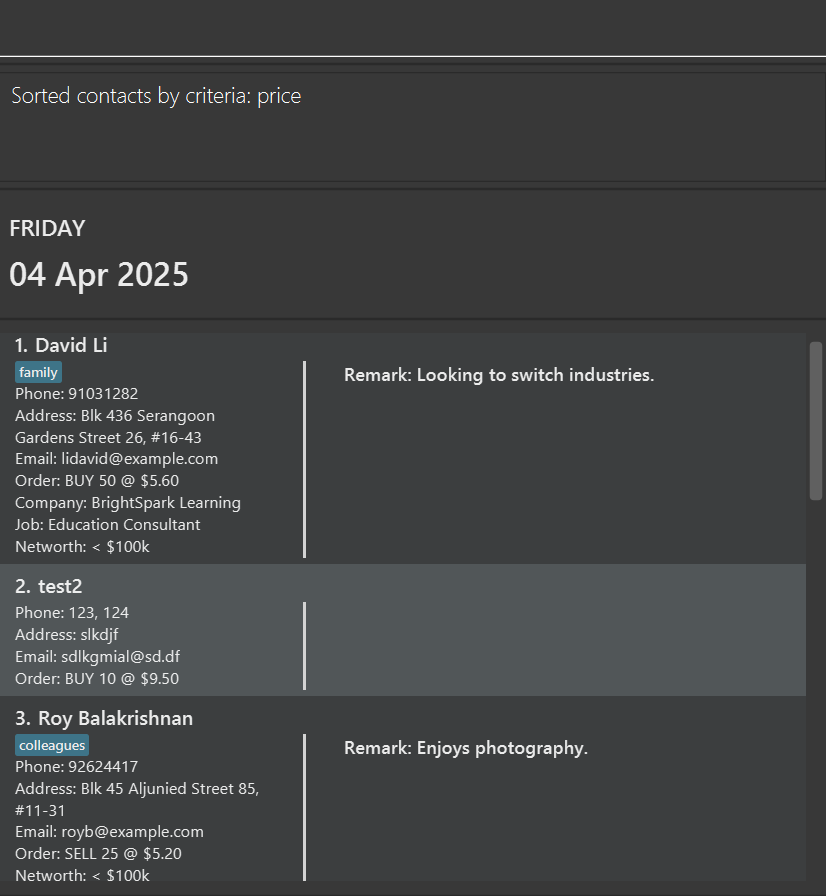 Sorted contacts by criteria: price
FRIDAY
04 Apr 2025
1. David Li
family
Phone: 91031282
Address: Blk 436 Serangoon
Gardens Street 26, #16-43
Email: lidavid@example.com
Order: BUY 50 @ $5.60
Company: BrightSpark Learning
Job: Education Consultant
Networth: < $100k
Remark: Looking to switch industries.
2. test2
Phone: 123, 124
Address: slkdjf
Email: sdlkgmial@sd.df
Order: BUY 10 @ $9.50
3. Roy Balakrishnan
colleagues
Phone: 92624417
Address: Blk 45 Aljunied Street 85,
#11-31
Email: royb@example.com
Order: SELL 25 @ $5.20
Networth: < $100k
Remark: Enjoys photography.